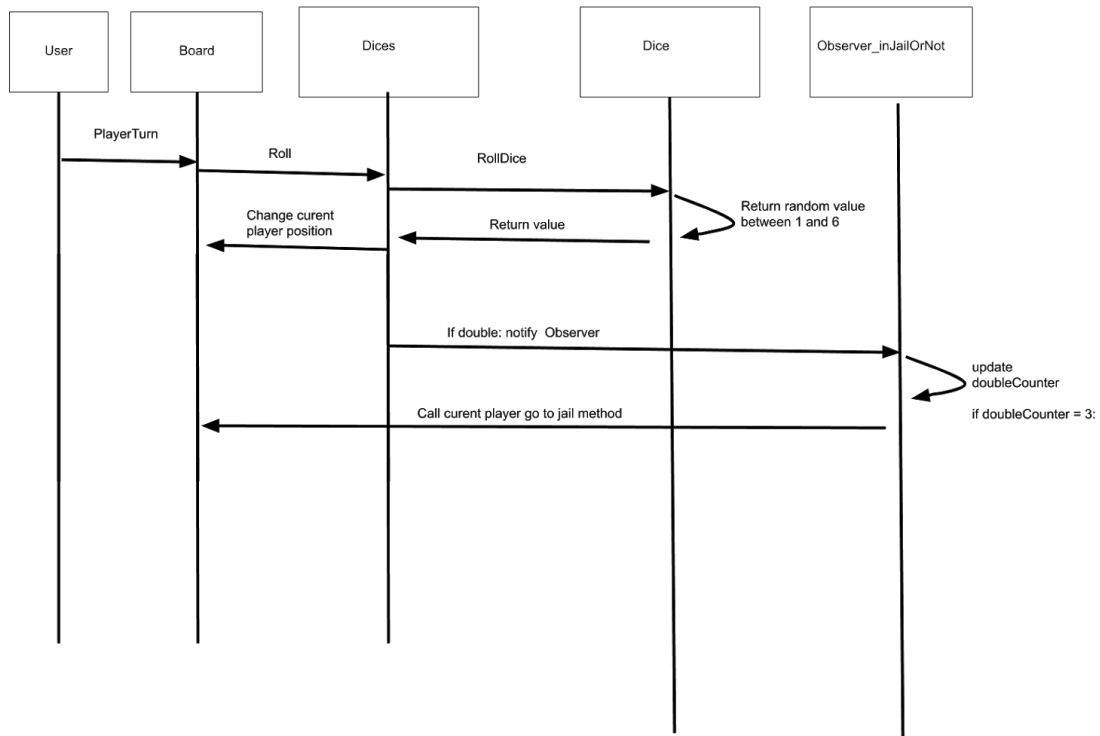 User
Board
Dices
Dice
Observer_inJailOrNot
PlayerTurn
Roll
RollDice
Return random value
between 1 and 6
Change curent
player position
Return value
If double: notify  Observer
update
doubleCounter
if doubleCounter = 3:
Call curent player go to jail method